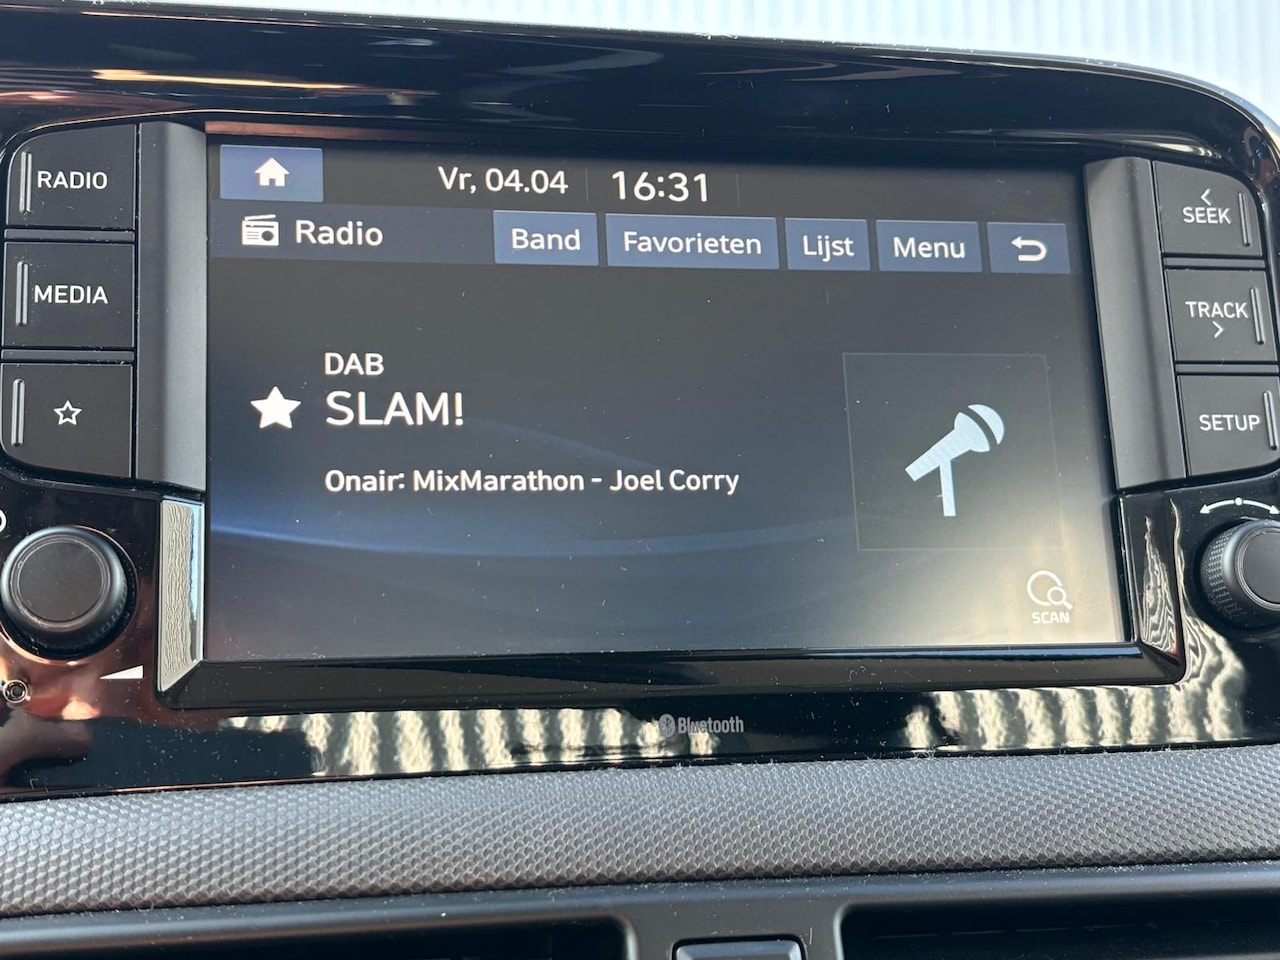 RADIO
MEDIA
Vr, 04.04 16:31
Radio Band Favorieten Lijst Menu
DAB
SLAM!
Onair: MixMarathon - Joel Corry
SCAN
< SEEK
TRACK >
SETUP
Bluetooth